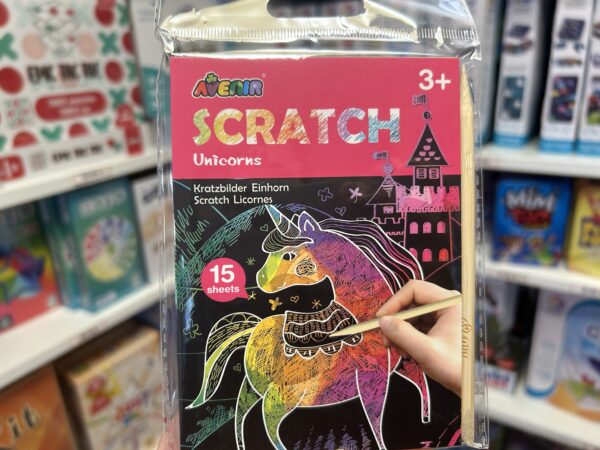 AVENIR
3+
SCRATCH
Unicorns
Kratzbilder Einhorn
Scratch Licornes
15
sheets